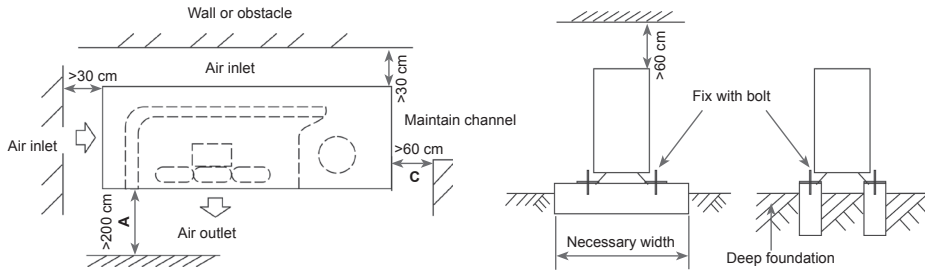 Wall or obstacle
>30 cm
Air inlet
>30 cm
Air inlet
Maintain channel
>60 cm
C
>200 cm
A
Air outlet
>60 cm
Fix with bolt
Necessary width
Deep foundation